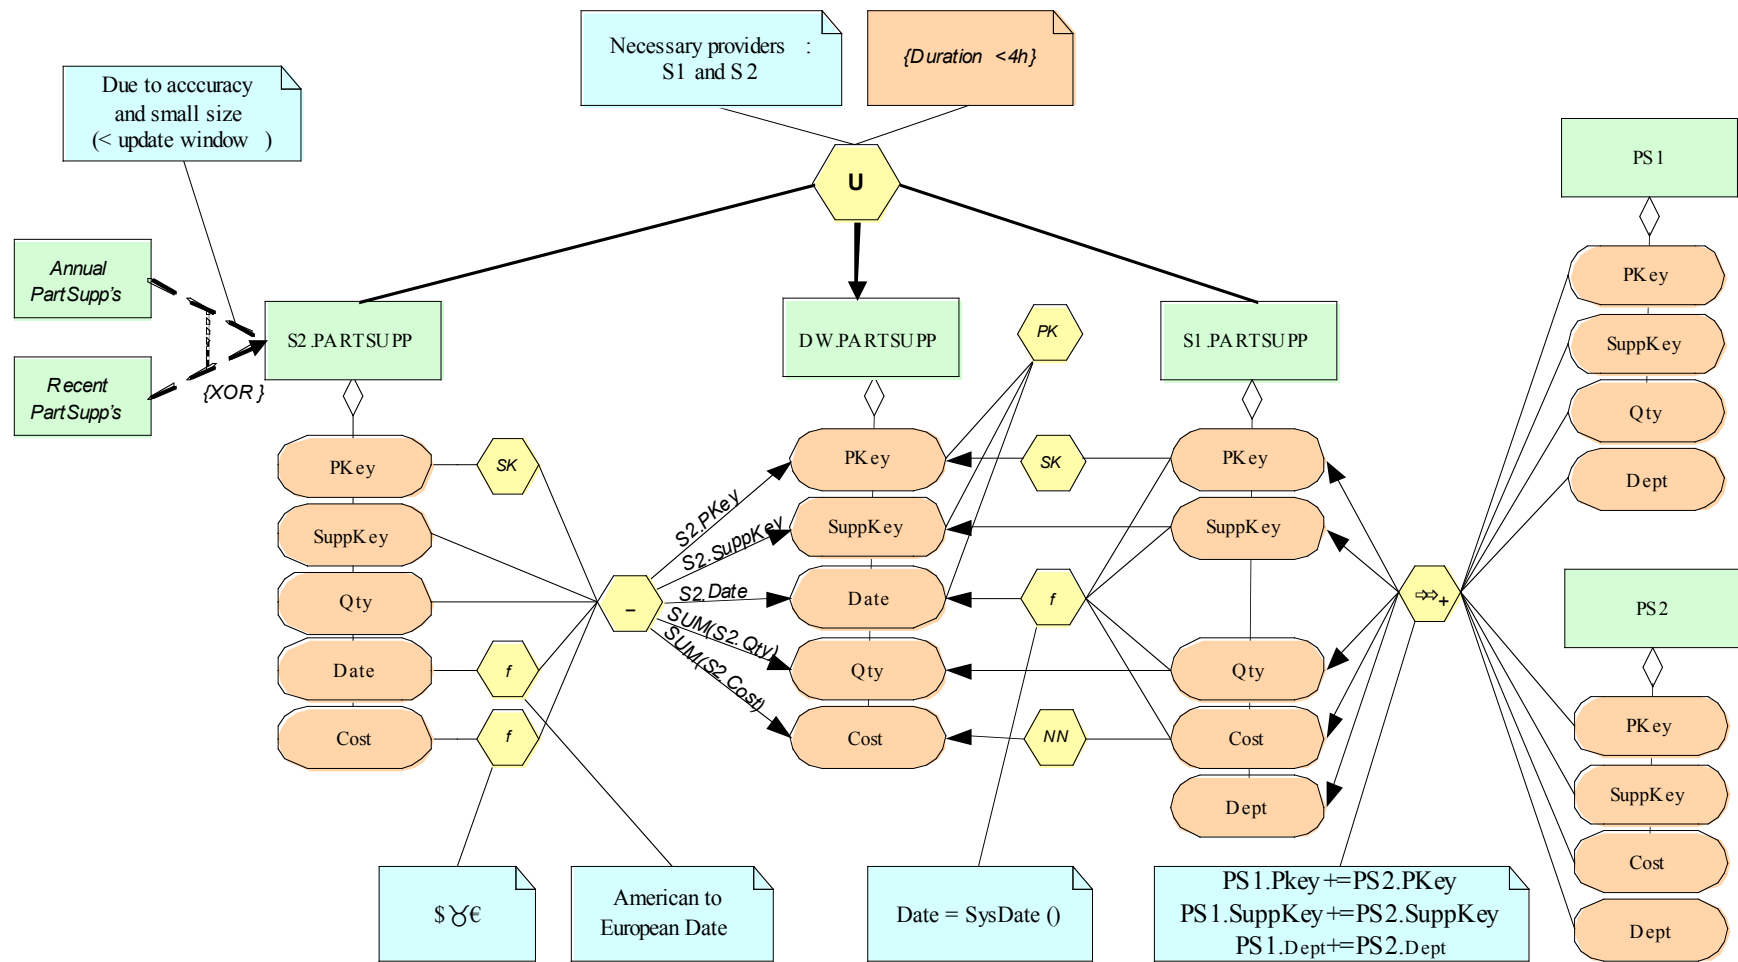 Necessary providers :
S1 and S2
{Duration <4h}
Due to acccuracy
and small size
(< update window )
U
PS1
PKey
SuppKey
Qty
Dept
Annual
PartSupp's
Recent
PartSupp's
{XOR}
S2.PARTSUPP
DW.PARTSUPP
S1.PARTSUPP
PK
PKey
SuppKey
Qty
Date
Cost
SK
f
f
–
S2.PKey
S2.SuppKey
S2.Date
SUM(S2.Qty)
SUM(S2.Cost)
PKey
SuppKey
Date
Qty
Cost
SK
f
NN
PKey
SuppKey
Qty
Cost
Dept
+
PS2
PKey
SuppKey
Cost
Dept
$ €
American to
European Date
Date = SysDate ()
PS1.Pkey+=PS2.PKey
PS1.SuppKey+=PS2.SuppKey
PS1.Dept+=PS2.Dept